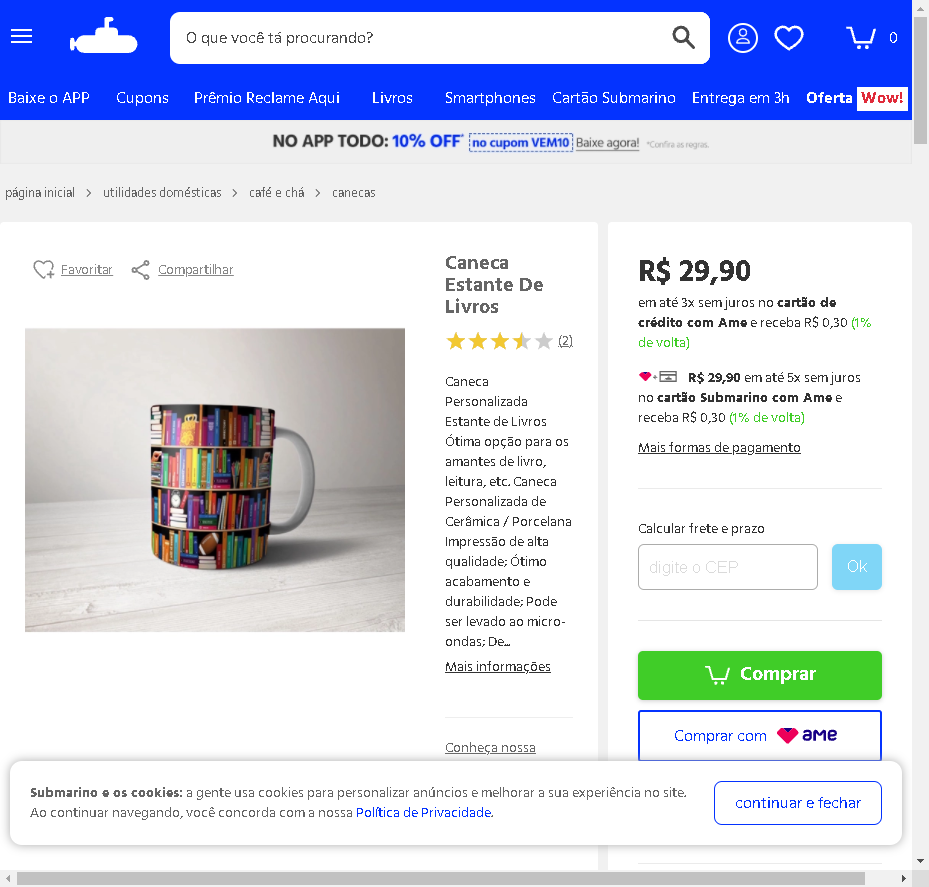 O que você tá procurando?
0
Baixe o APP
Cupons
Prêmio Reclame Aqui
Livros
Smartphones
Cartão Submarino
Entrega em 3h
Oferta Wow!
NO APP TODO: 10% OFF* no cupom VEM10 Baixe agora! *Confira as regras.
página inicial
utilidades domésticas
café e chá
canecas
Favoritar
Compartilhar
Caneca
Estante De
Livros
(2)
Caneca
Personalizada
Estante de Livros
Ótima opção para os
amantes de livro,
leitura, etc. Caneca
Personalizada de
Cerâmica / Porcelana
Impressão de alta
qualidade; Ótimo
acabamento e
durabilidade; Pode
ser levado ao micro-
ondas; De...
Mais informações
Conheça nossa
R$ 29,90
em até 3x sem juros no cartão de
crédito com Ame e receba R$ 0,30 (1%
de volta)
R$ 29,90 em até 5x sem juros
no cartão Submarino com Ame e
receba R$ 0,30 (1% de volta)
Mais formas de pagamento
Calcular frete e prazo
digite o CEP
Ok
Comprar
Comprar com ame
Submarino e os cookies: a gente usa cookies para personalizar anúncios e melhorar a sua experiência no site.
Ao continuar navegando, você concorda com a nossa Política de Privacidade.
continuar e fechar